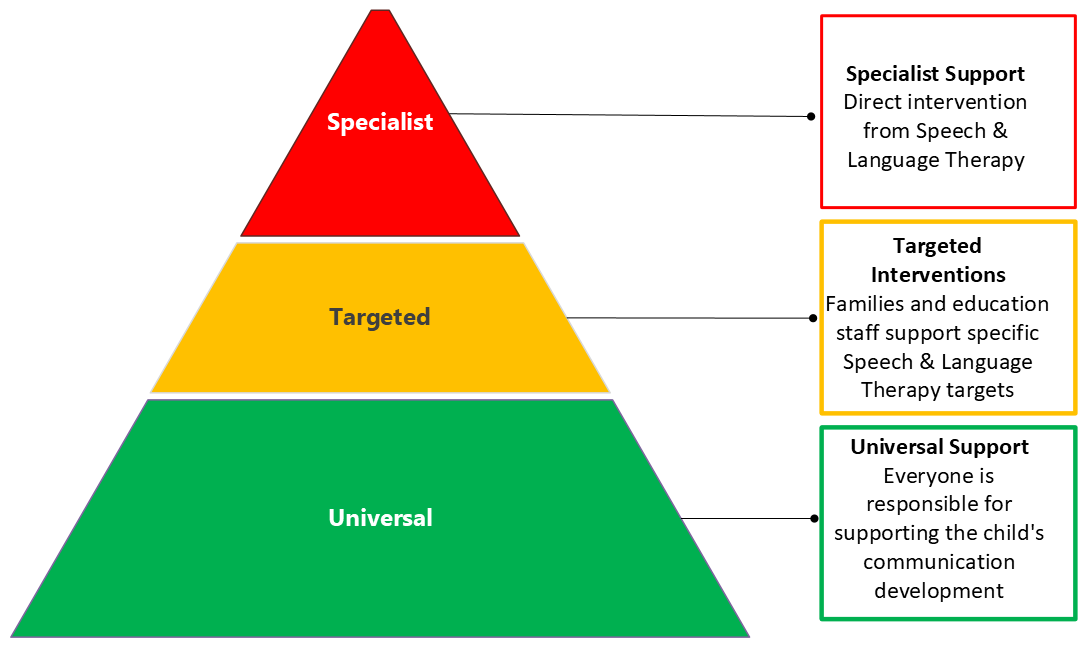 Specialist
Specialist Support
Direct intervention
from Speech &
Language Therapy
Targeted
Targeted
Interventions
Families and education
staff support specific
Speech & Language
Therapy targets
Universal
Universal Support
Everyone is
responsible for
supporting the child's
communication
development